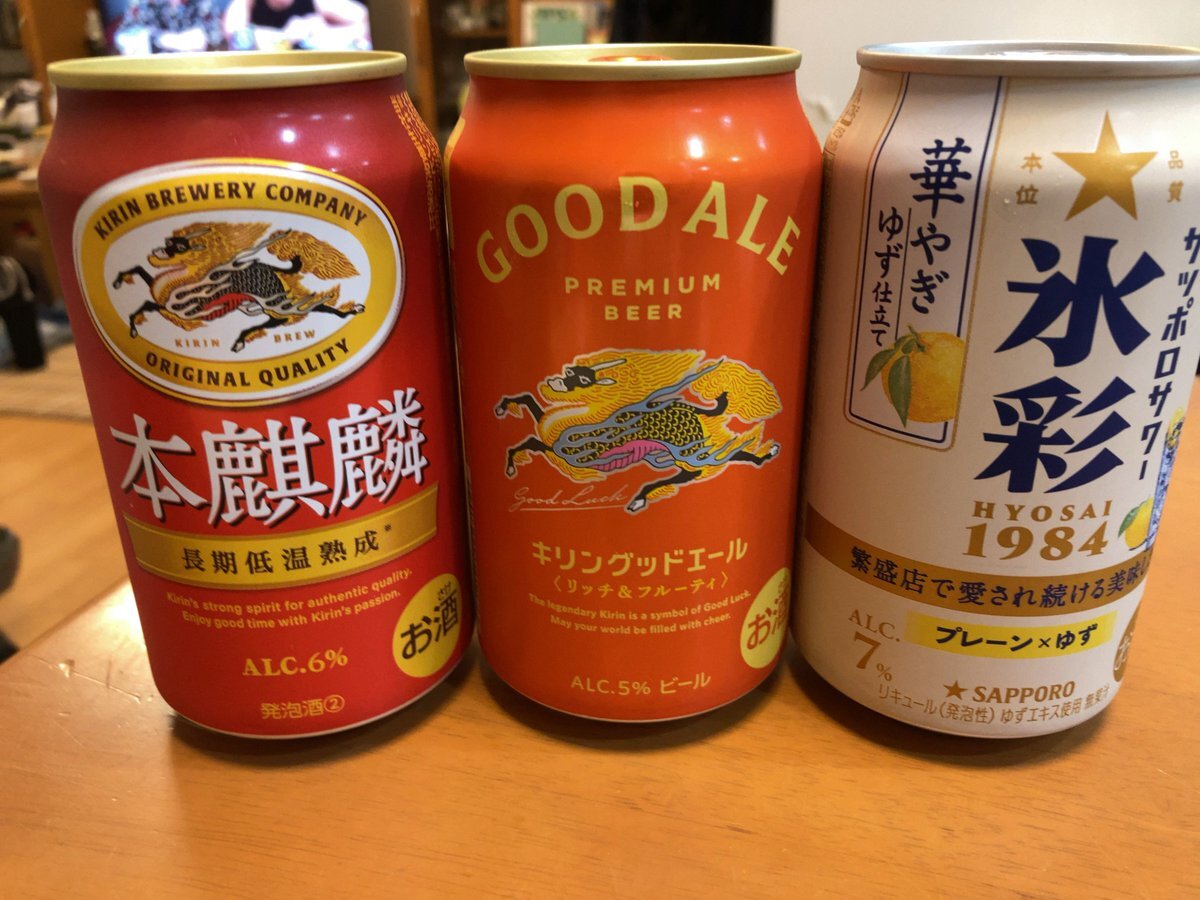 KIRIN BREWERY COMPANY
KIRIN BREW
ORIGINAL QUALITY
本麒麟
長期低温熟成※
Kirin's strong spirit for authentic quality.
Enjoy good time with Kirin's passion.
お酒
ALC.6%
発泡酒②
GOOD ALE
PREMIUM
BEER
Good Luck
キリングッドエール
〈リッチ&フルーティ〉
The legendary Kirin is a symbol of Good Luck.
May your world be filled with cheer.
お酒
ALC.5% ビール
華やぎ
ゆず仕立て
本位
品質
氷彩
サッポロサワー
HYOSAI
1984
繁盛店で愛され続ける美味し
ALC.
7%
プレーン×ゆず
SAPPORO
リキュール(発泡性) ゆずエキス使用 無果汁